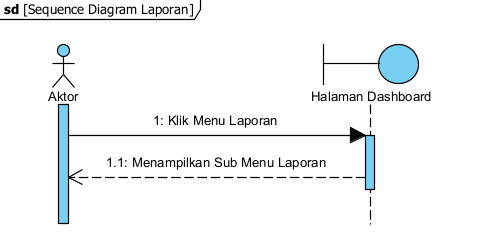 sd [Sequence Diagram Laporan]
Aktor
Halaman Dashboard
1: Klik Menu Laporan
1.1: Menampilkan Sub Menu Laporan